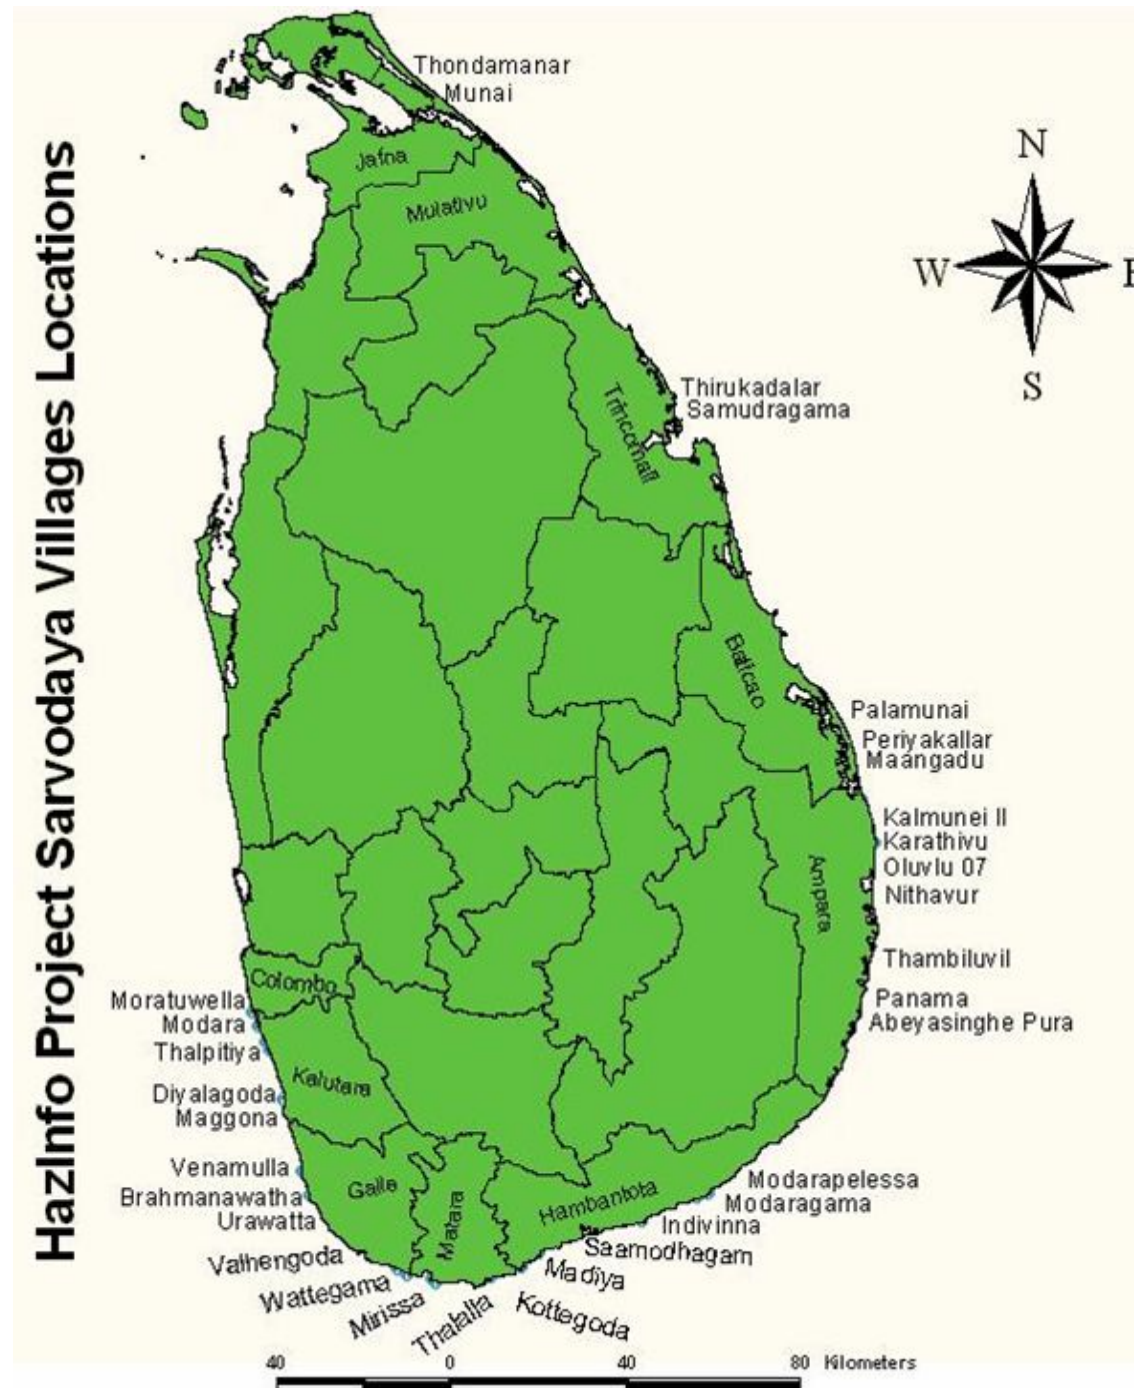 HazInfo Project Sarvodaya Villages Locations
Thondamanar
Munai
Jafna
Mulativu
N
W
E
S
Thirukadalar
Samudragama
Trincomali
Baticao
Palamunai
Periyakallar
Maangadu
Kalmunei II
Karathivu
Oluvlu 07
Nithavur
Ampara
Thambiluvil
Panama
Abeyasinghe Pura
Colombo
Moratuwella
Modara
Thalpitiya
Kalutara
Diyalagoda
Maggona
Venamulla
Brahmanawatha
Urawatta
Galle
Matara
Hambantota
Modarapelessa
Modaragama
Indivinna
Saamodhagam
Madiya
Kottegoda
Vathengoda
Wattegama
Mirissa
Thalalla
40 0 40 80 Kilometers